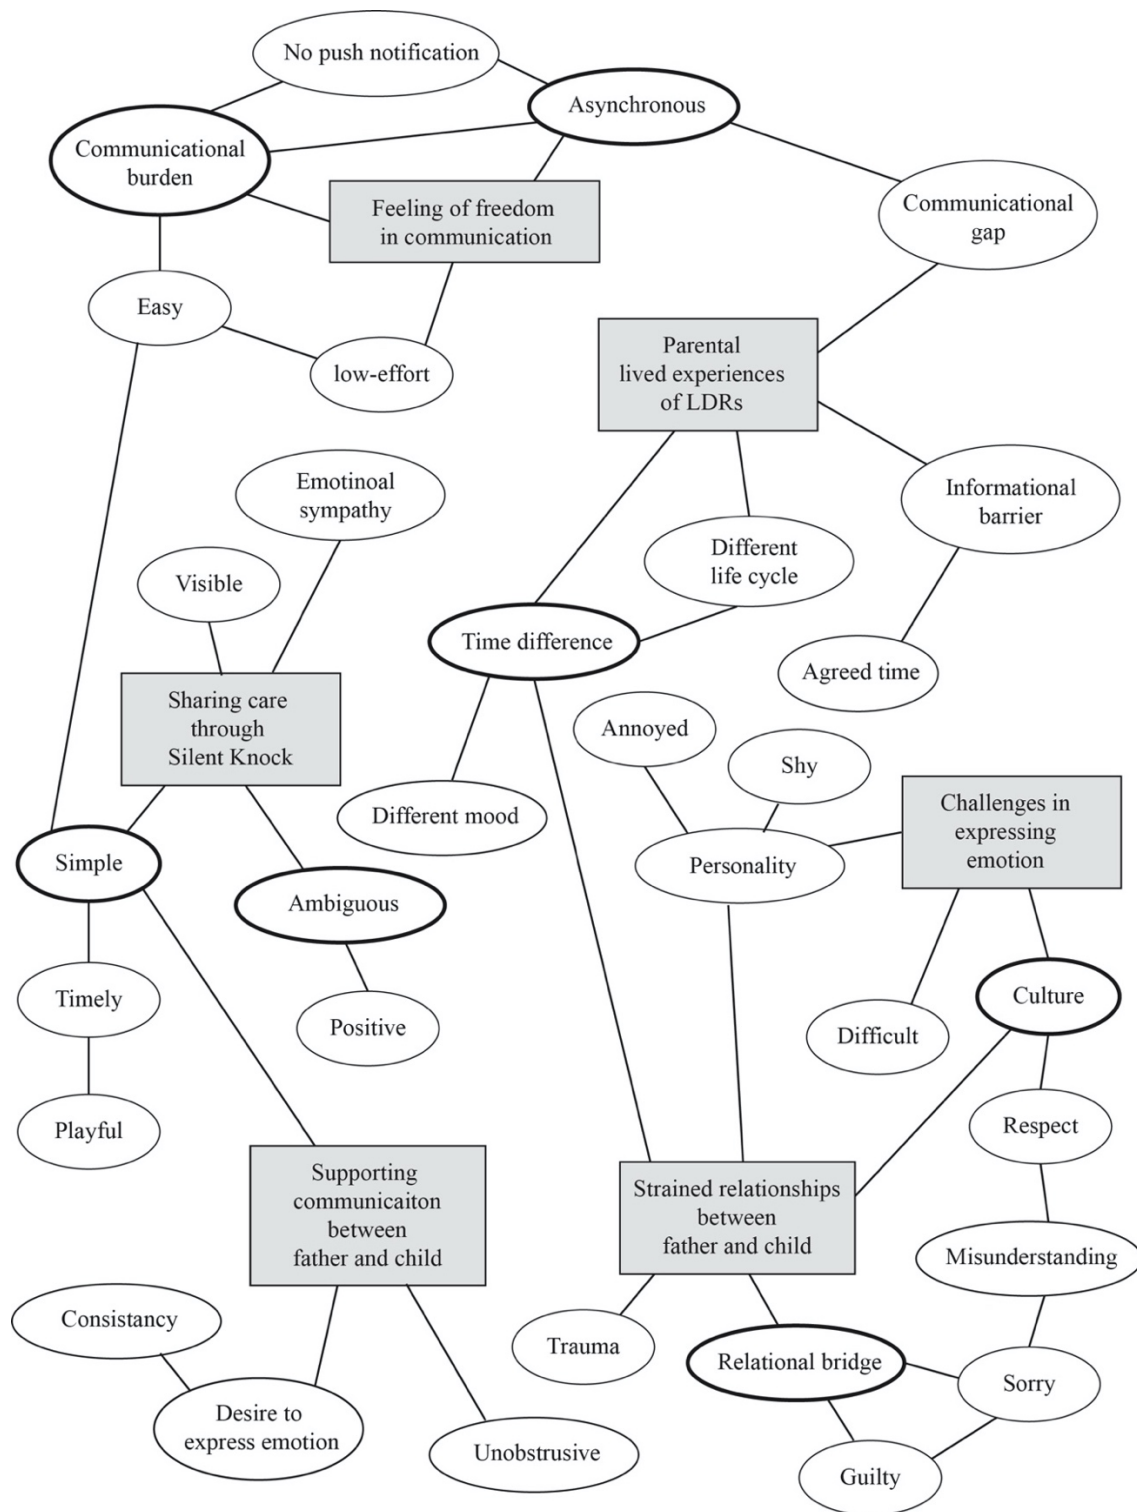 No push notification
Asynchronous
Communicational
burden
Feeling of freedom
in communication
Communicational
gap
Easy
low-effort
Parental
lived experiences
of LDRs
Emotinoal
sympathy
Informational
barrier
Visible
Different
life cycle
Time difference
Agreed time
Sharing care
through
Silent Knock
Annoyed
Shy
Different mood
Challenges in
expressing
emotion
Simple
Personality
Ambiguous
Timely
Positive
Culture
Difficult
Playful
Respect
Supporting
communicaiton
between
father and child
Strained relationships
between
father and child
Misunderstanding
Consistancy
Trauma
Relational bridge
Sorry
Desire to
express emotion
Unobstrusive
Guilty